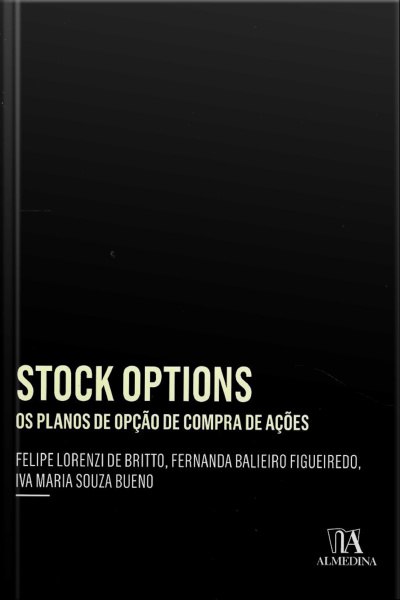 STOCK OPTIONS
OS PLANOS DE OPÇÃO DE COMPRA DE AÇÕES
FELIPE LORENZI DE BRITTO, FERNANDA BALIEIRO FIGUEIREDO,
IVA MARIA SOUZA BUENO
ALMEDINA